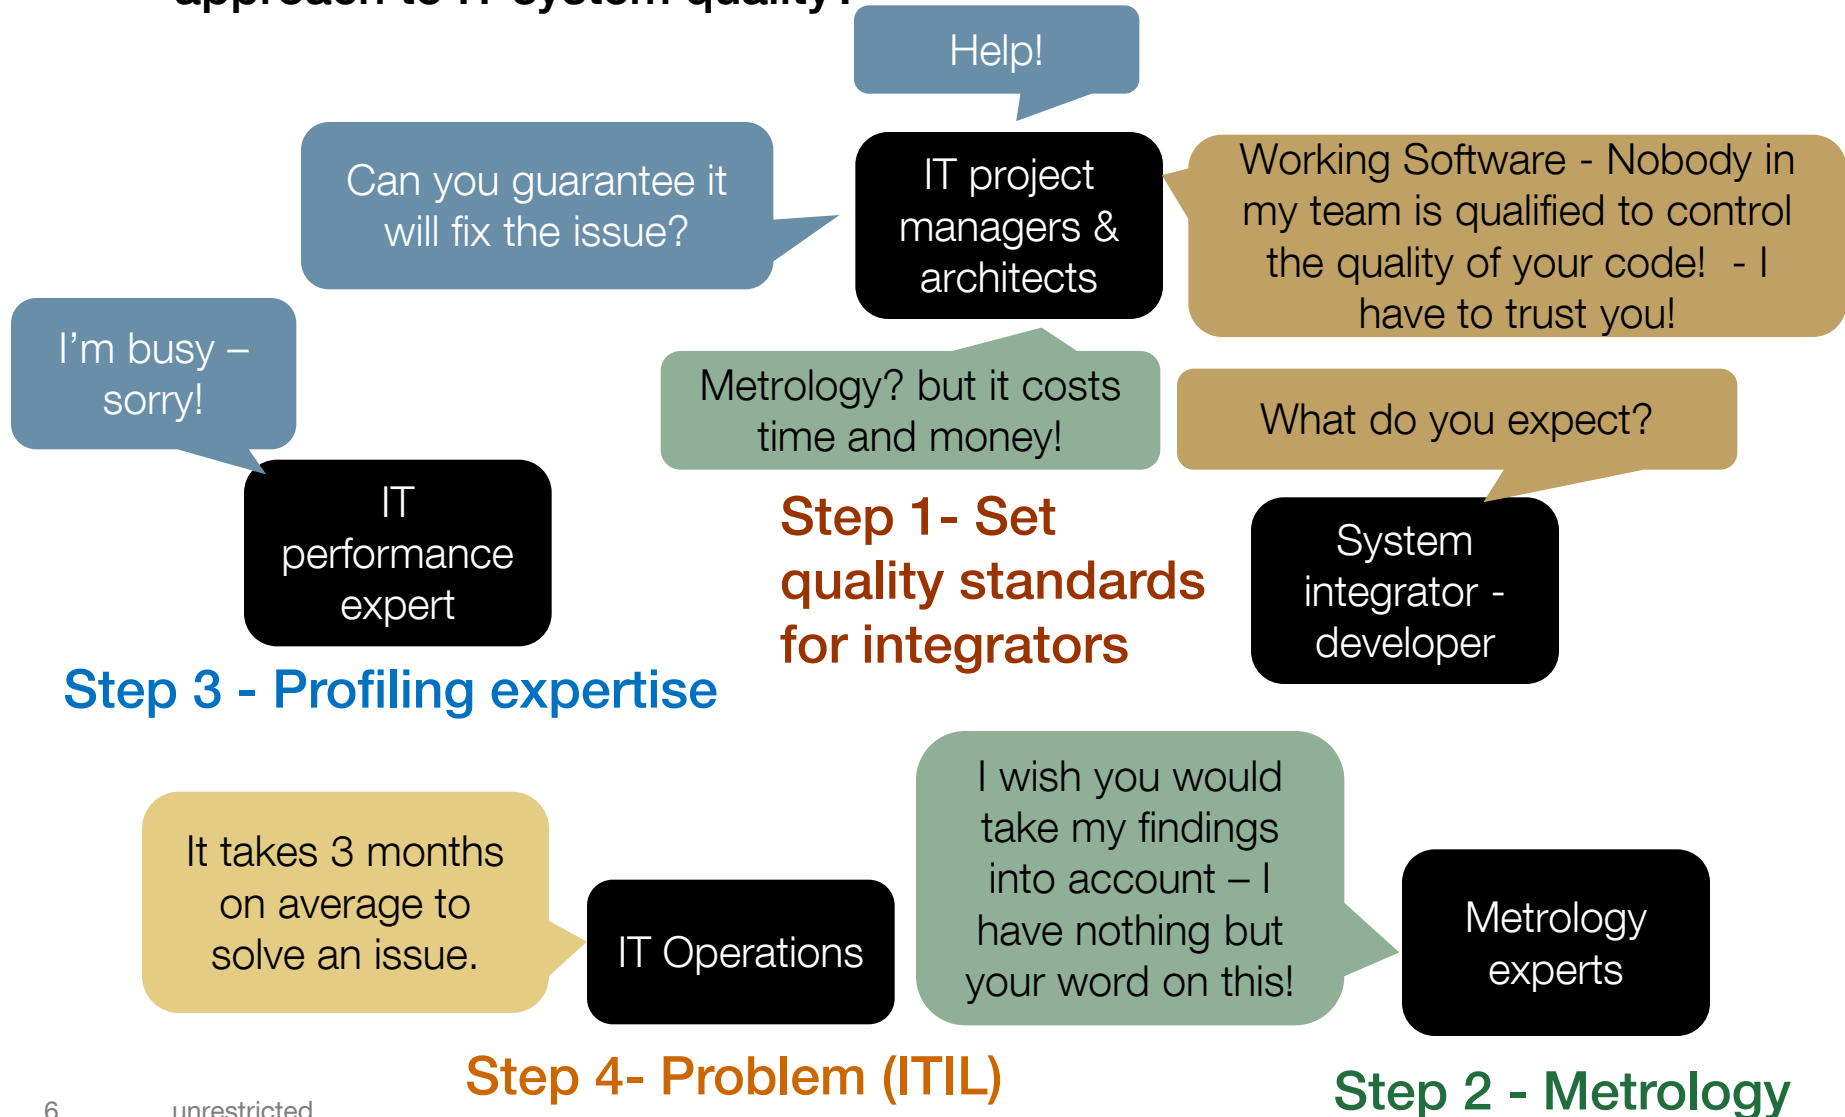 approach to IT system quality?
Help!
Can you guarantee it
will fix the issue?
IT project
managers &
architects
Working Software - Nobody in
my team is qualified to control
the quality of your code!  - I
have to trust you!
I'm busy –
sorry!
Metrology? but it costs
time and money!
What do you expect?
IT
performance
expert
Step 1- Set
quality standards
for integrators
System
integrator -
developer
Step 3 - Profiling expertise
It takes 3 months
on average to
solve an issue.
IT Operations
I wish you would
take my findings
into account – I
have nothing but
your word on this!
Metrology
experts
Step 4- Problem (ITIL)
Step 2 - Metrology
6
unrestricted